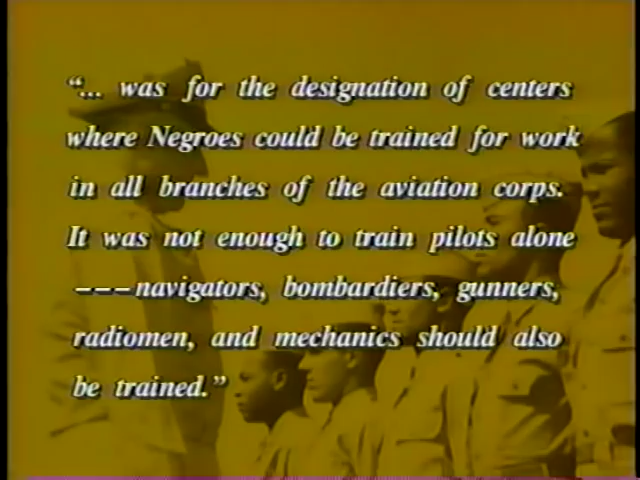 “... was for the designation of centers
where Negroes could be trained for work
in all branches of the aviation corps.
It was not enough to train pilots alone
---navigators, bombardiers, gunners,
radiomen, and mechanics should also
be trained.”